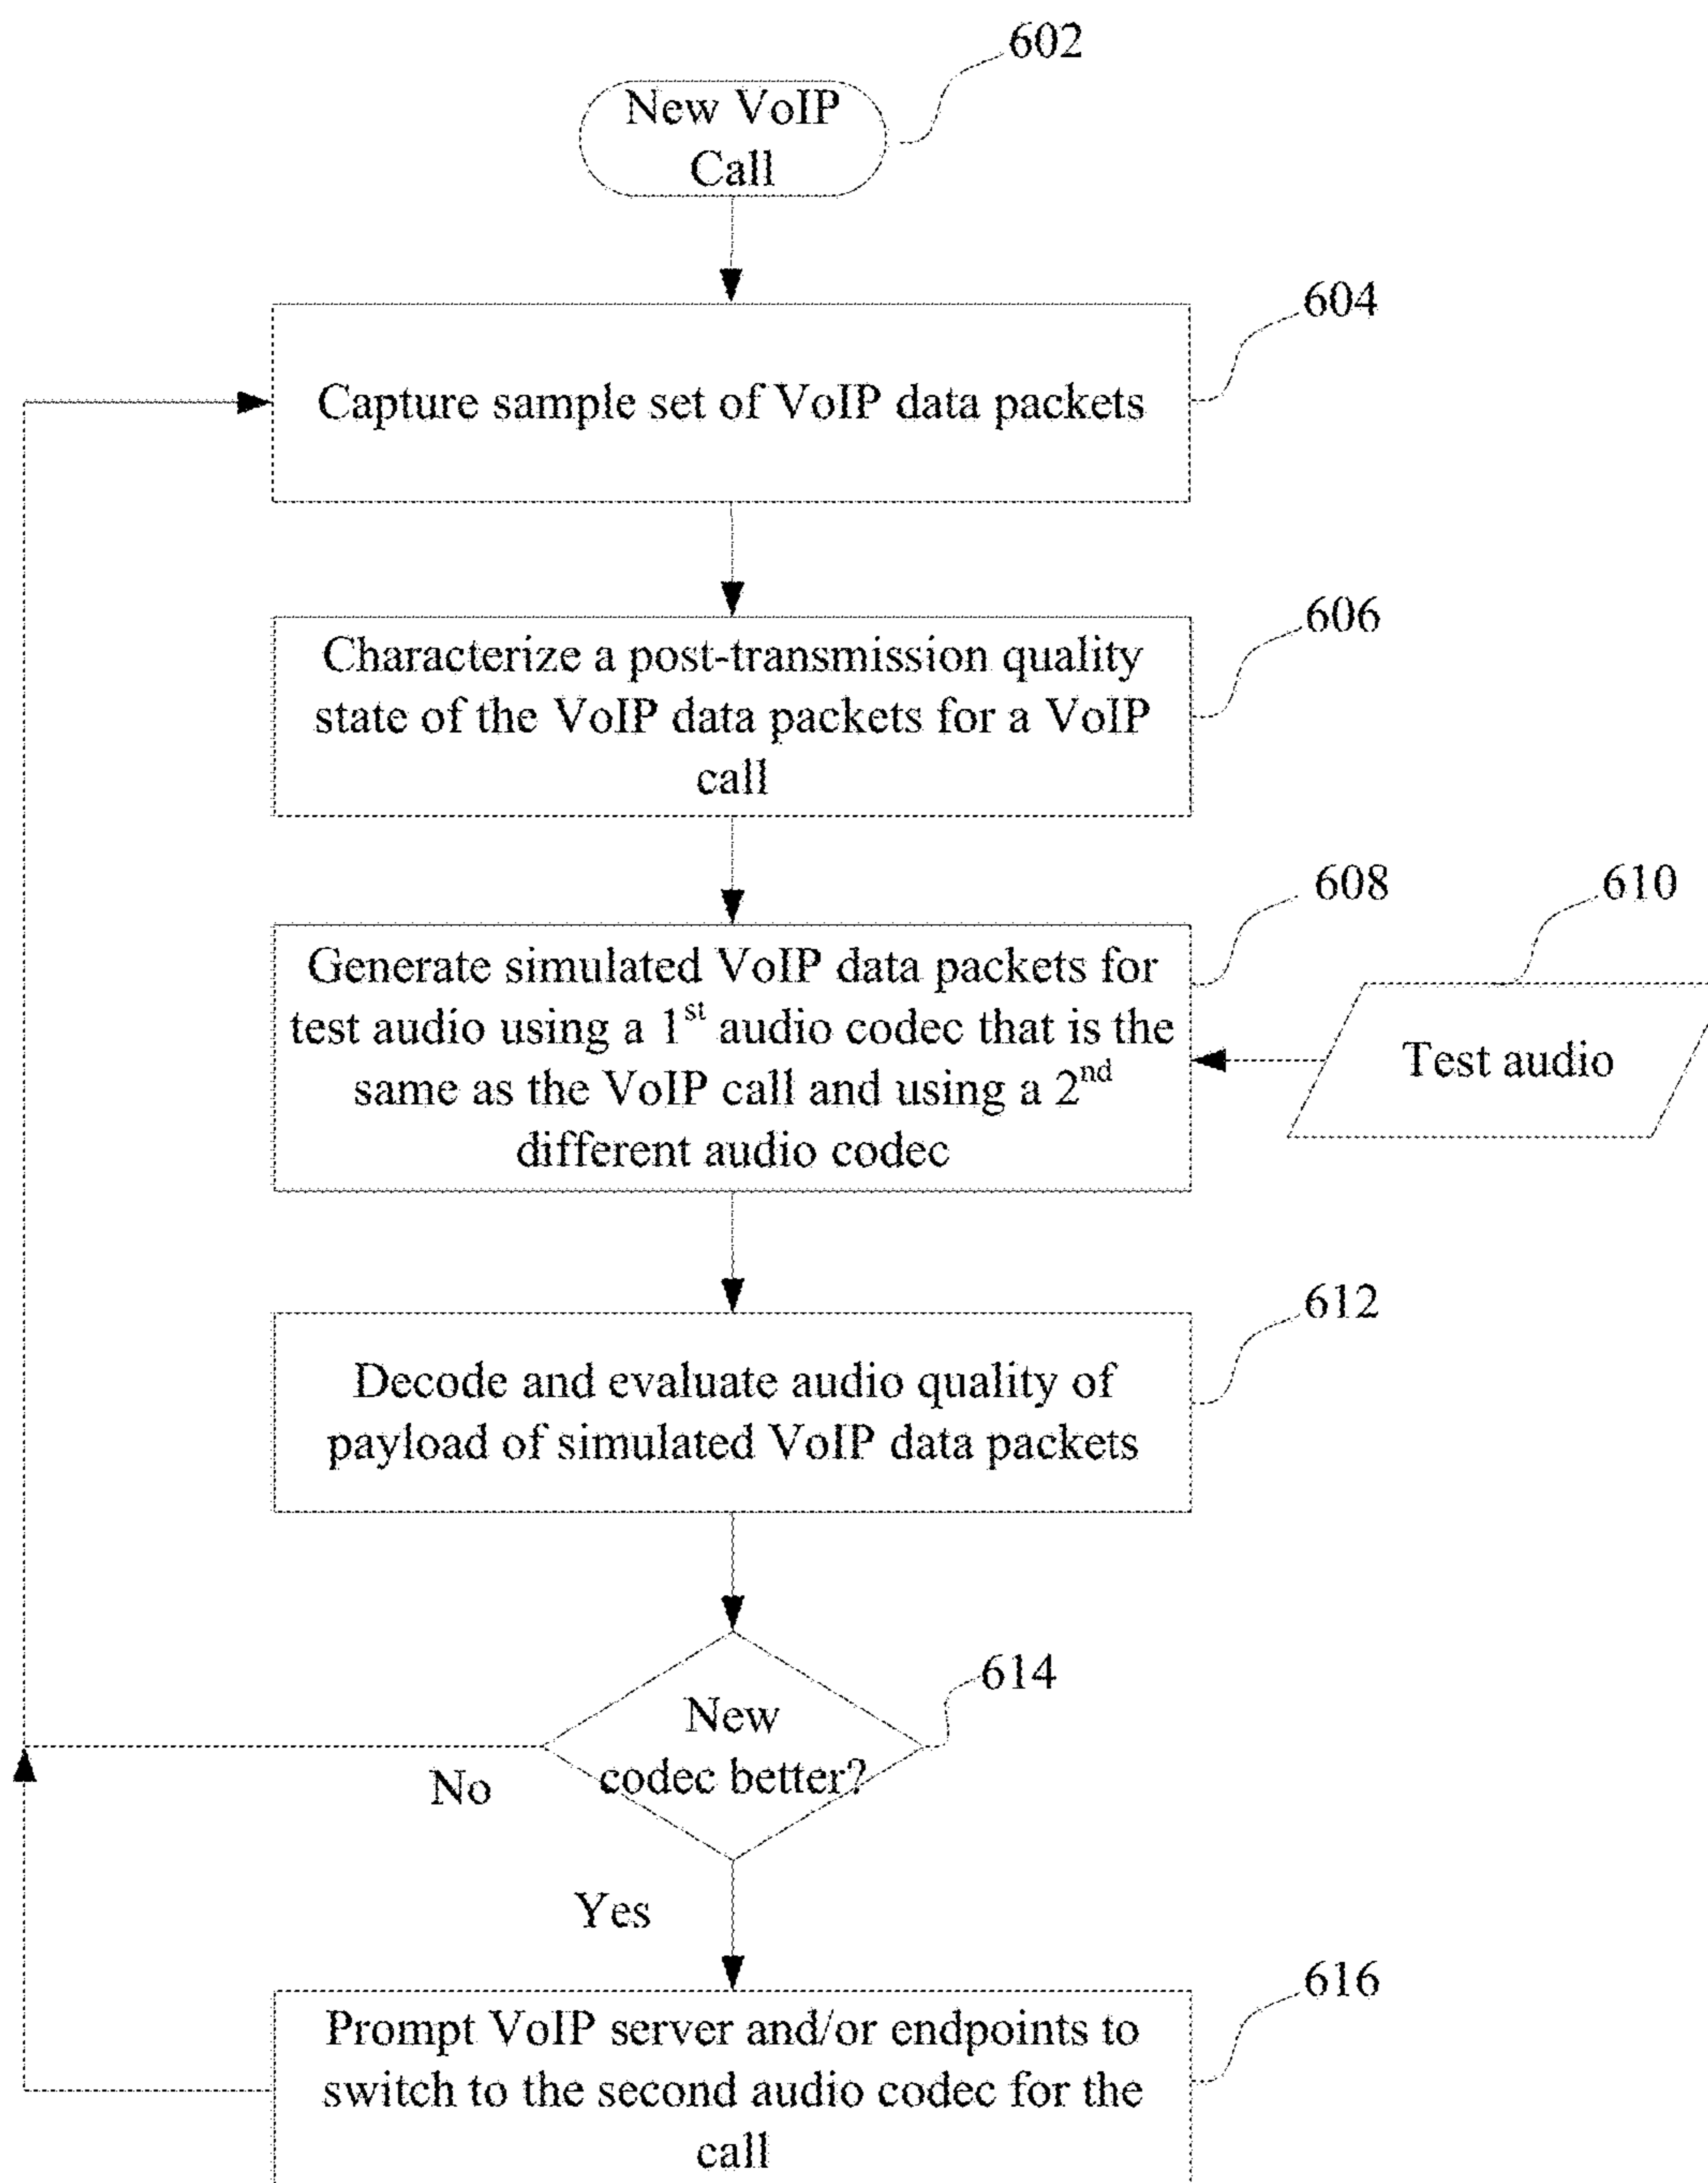 602
New VoIP
Call
604
Capture sample set of VoIP data packets
606
Characterize a post-transmission quality
state of the VoIP data packets for a VoIP
call
608
610
Generate simulated VoIP data packets for
test audio using a 1st audio codec that is the
same as the VoIP call and using a 2nd
different audio codec
Test audio
612
Decode and evaluate audio quality of
payload of simulated VoIP data packets
614
New
codec better?
No
Yes
616
Prompt VoIP server and/or endpoints to
switch to the second audio codec for the
call